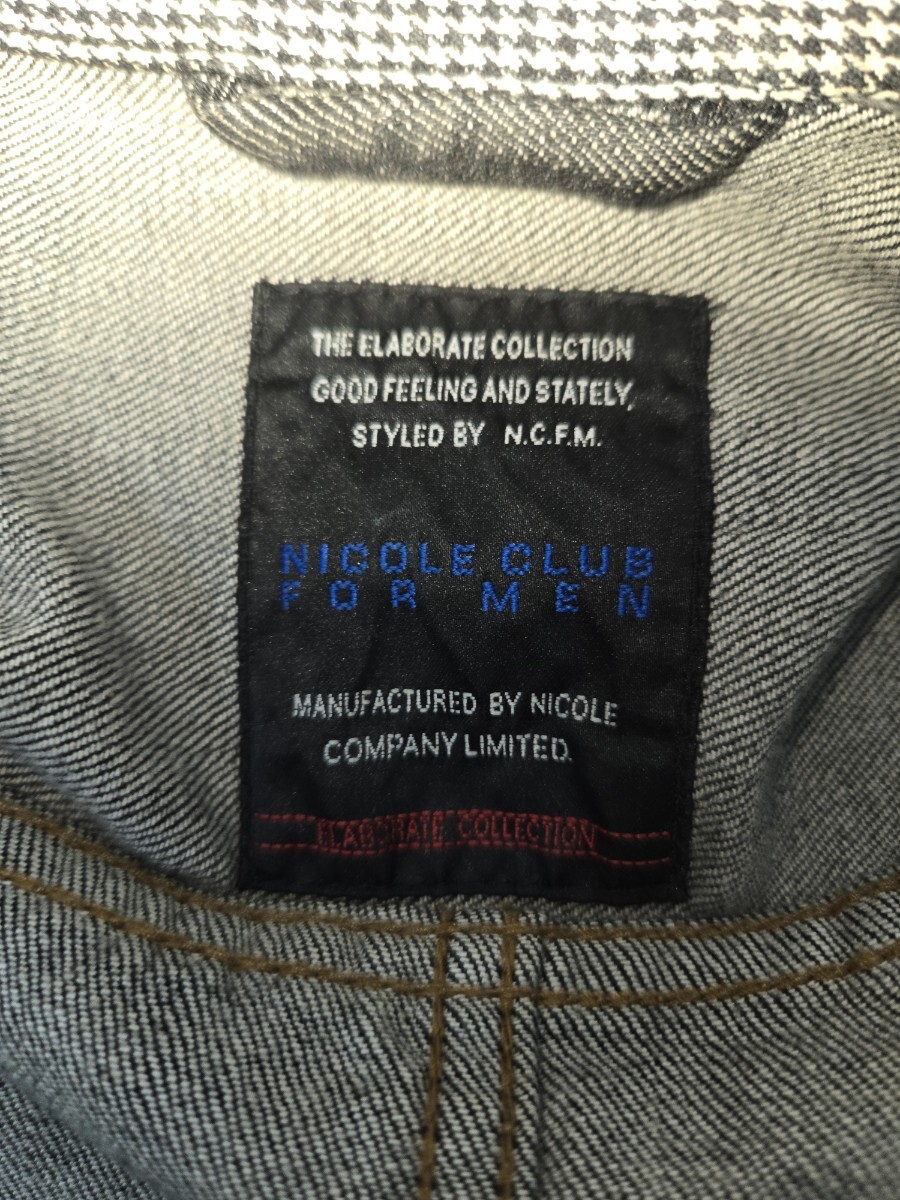 THE ELABORATE COLLECTION
GOOD FEELING AND STATELY,
STYLED BY N.C.F.M.
NICOLE CLUB
FOR MEN
MANUFACTURED BY NICOLE
COMPANY LIMITED.
ELABORATE COLLECTION